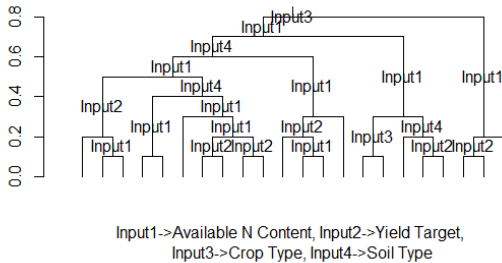 0.8
Input3
Input1
Input4
0.6
Input1
Input4
Input1
Input1
Input2
0.4
Input1
Input1
Input1
Input2
Input4
0.2
Input1
Input2
Input2
Input1
Input3
Input2
Input2
0.0
Input1->Available N Content, Input2->Yield Target,
Input3->Crop Type, Input4->Soil Type